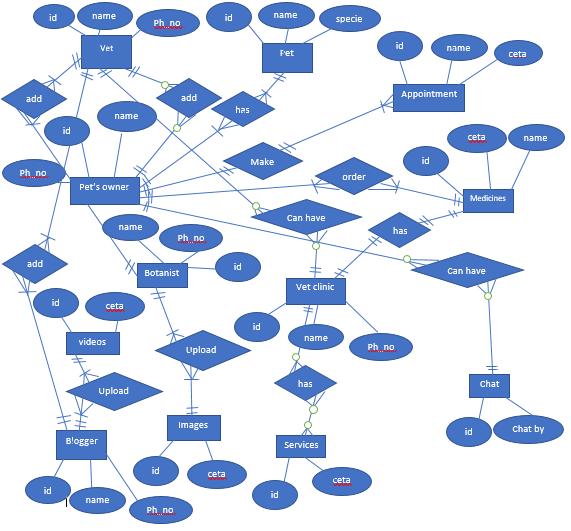 id
name
Ph_no
id
name
specie
Vet
Pet
id
name
ceta
add
add
has
Appointment
id
name
ceta
name
Make
id
Ph_no
Pet's owner
order
Medicines
name
Ph_no
Can have
has
add
Botanist
id
Can have
id
ceta
Vet clinic
videos
id
name
Ph_no
Upload
Upload
has
Chat
Images
id
Chat by
Blogger
Services
id
ceta
id
name
Ph_no
id
ceta